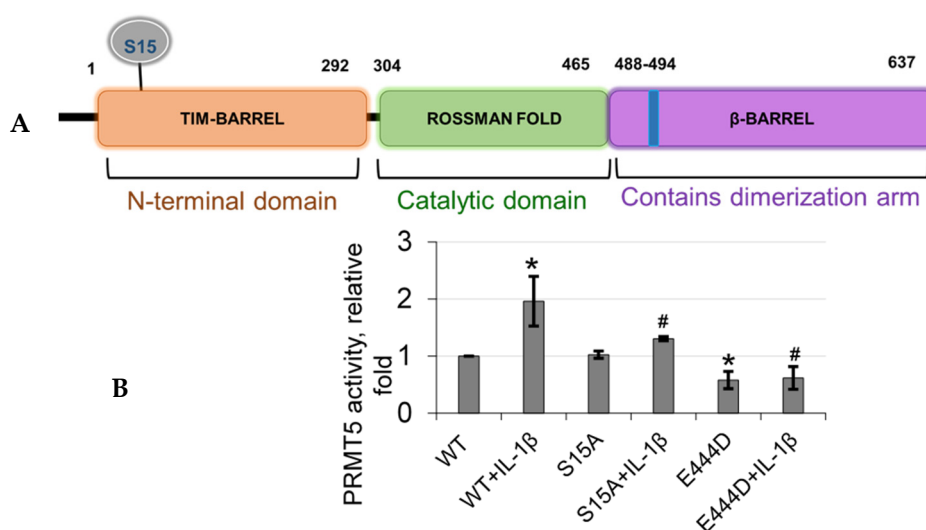 S15
1 292 304 465 488-494 637
A
TIM-BARREL ROSSMAN FOLD β-BARREL
N-terminal domain Catalytic domain Contains dimerization arm
B
PRMT5 activity, relative
fold
3
2
1
0
*
#
*
#
WT
WT+IL-1β
S15A
S15A+IL-1β
E444D
E444D+IL-1β